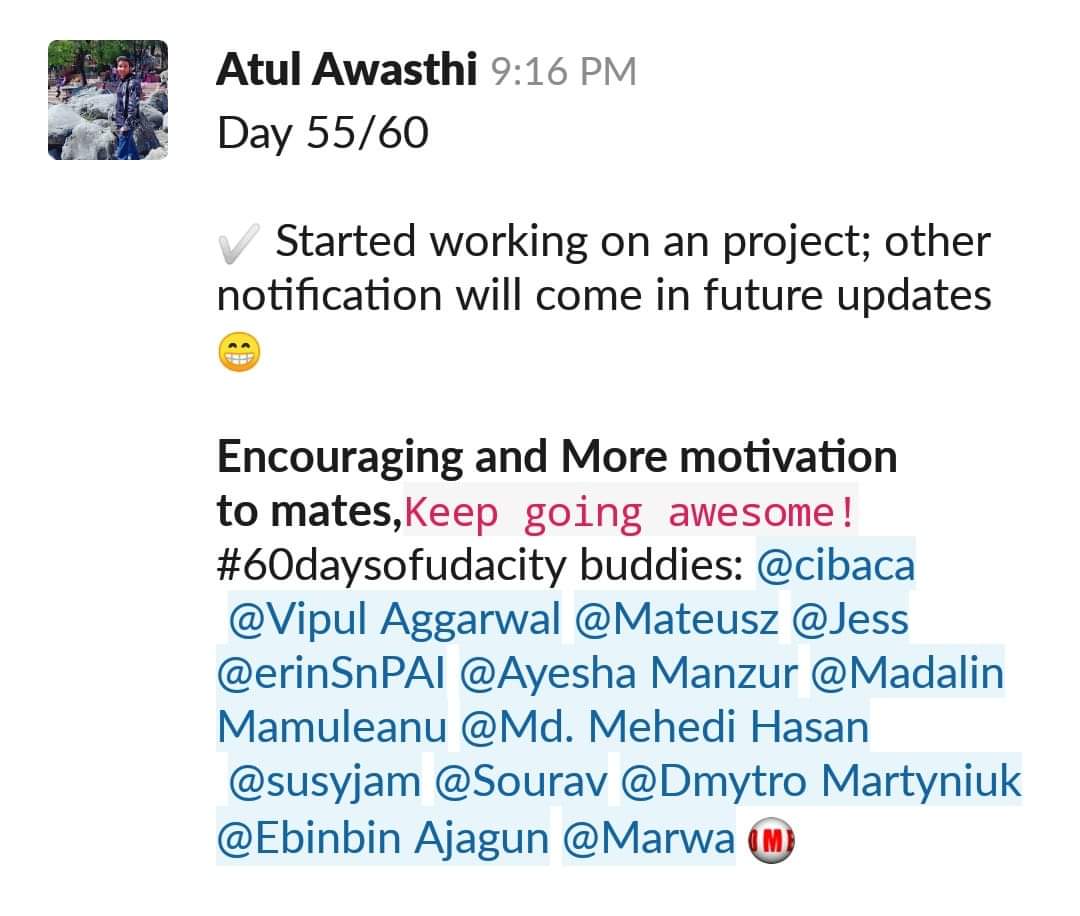 Atul Awasthi 9:16 PM
Day 55/60
✔️ Started working on an project; other
notification will come in future updates
😁
Encouraging and More motivation
to mates,Keep going awesome!
#60daysofudacity buddies: @cibaca
@Vipul Aggarwal @Mateusz @Jess
@erinSnPAI @Ayesha Manzur @Madalin
Mamuleanu @Md. Mehedi Hasan
@susyjam @Sourav @Dmytro Martyniuk
@Ebinbin Ajagun @Marwa